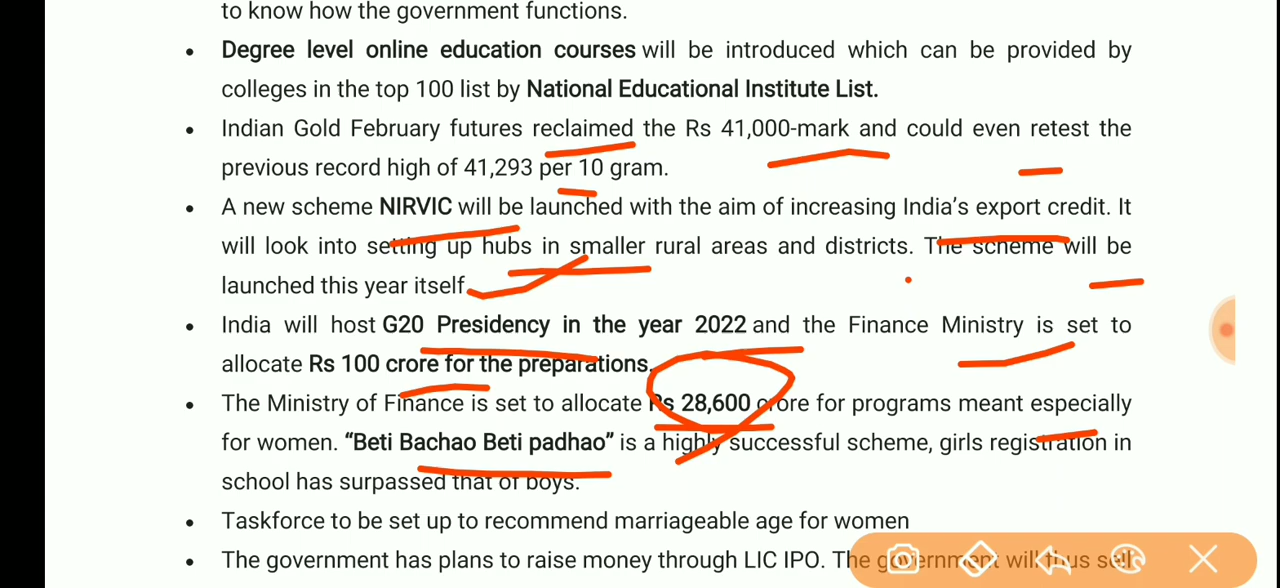 to know how the government functions.
• Degree level online education courses will be introduced which can be provided by
colleges in the top 100 list by National Educational Institute List.
• Indian Gold February futures reclaimed the Rs 41,000-mark and could even retest the
previous record high of 41,293 per 10 gram.
• A new scheme NIRVIC will be launched with the aim of increasing India’s export credit. It
will look into setting up hubs in smaller rural areas and districts. The scheme will be
launched this year itself
• India will host G20 Presidency in the year 2022 and the Finance Ministry is set to
allocate Rs 100 crore for the preparations.
• The Ministry of Finance is set to allocate Rs 28,600 crore for programs meant especially
for women. “Beti Bachao Beti padhao” is a highly successful scheme, girls registration in
school has surpassed that of boys.
• Taskforce to be set up to recommend marriageable age for women
• The government has plans to raise money through LIC IPO. The government will thus sell